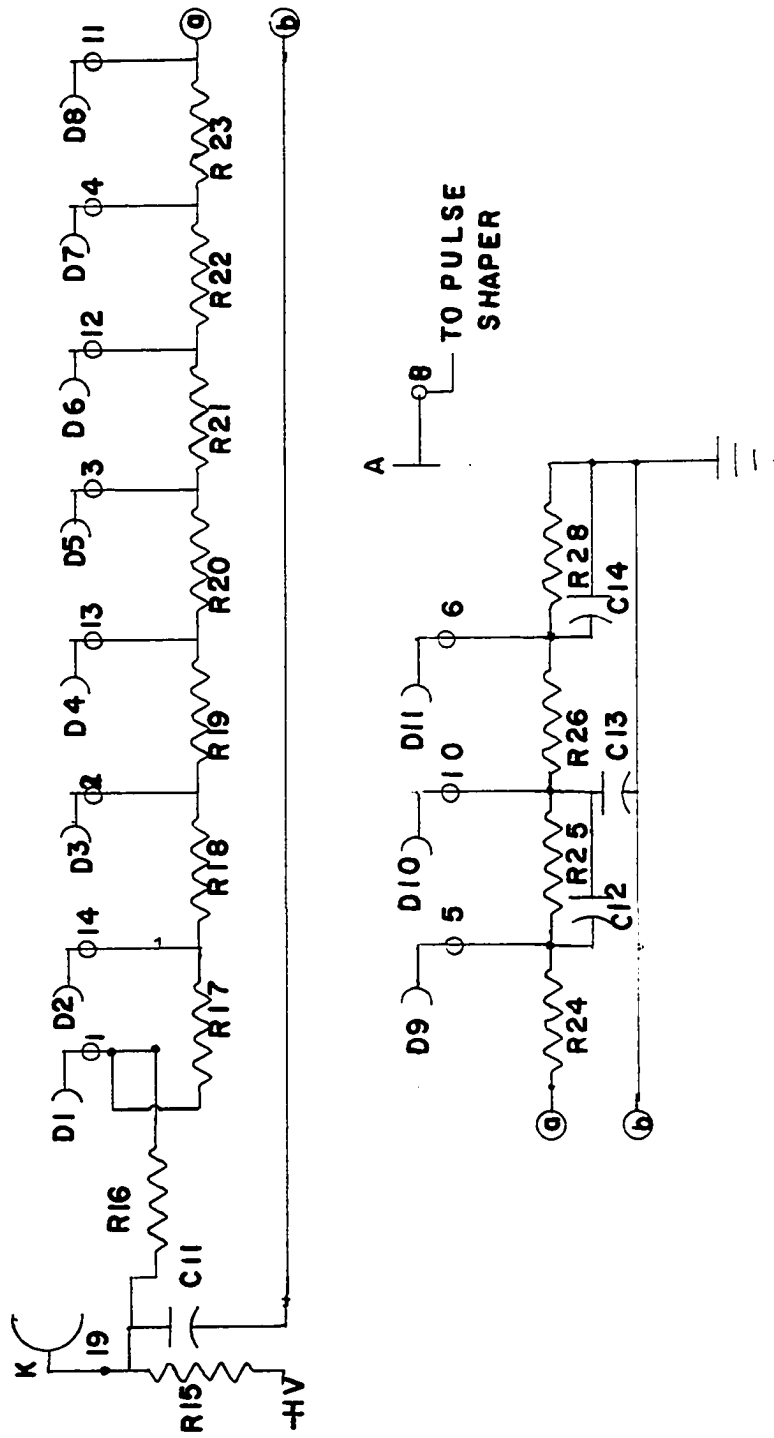 K
D1
D2
D3
D4
D5
D6
D7
D8
19
1
14
2
13
3
12
4
11
R16
R15
C11
-HV
R17
R18
R19
R20
R21
R22
R23
a
b
A
8
TO PULSE
SHAPER
D9
D10
D11
5
10
6
a
R24
R25
R26
R28
C12
C13
C14
b